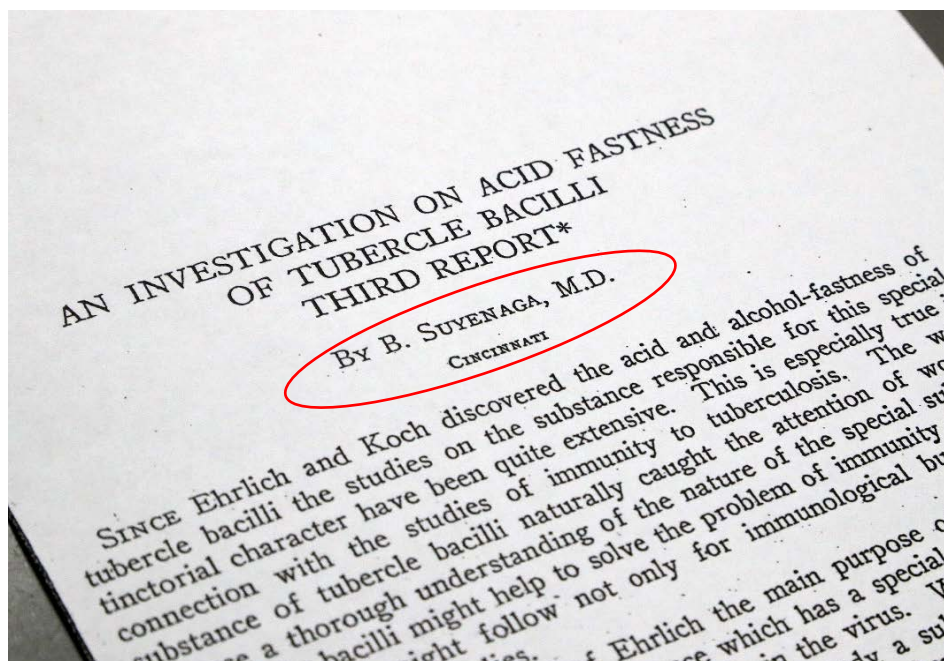 AN INVESTIGATION ON ACID FASTNESS
OF TUBERCLE BACILLI
THIRD REPORT*
By B. SUYENAGA, M.D.
CINCINNATI
SINCE Ehrlich and Koch discovered the acid and alcohol-fastness of
tubercle bacilli the studies on the substance responsible for this special
tinctorial character have been quite extensive. This is especially true
connection with the studies of immunity to tuberculosis. The
substance of tubercle bacilli naturally caught the attention of
a thorough understanding of the nature of the special
bacilli might help to solve the problem of immunity
follow not only for immunological
of Ehrlich the main purpose
which has a special
in the virus.
a